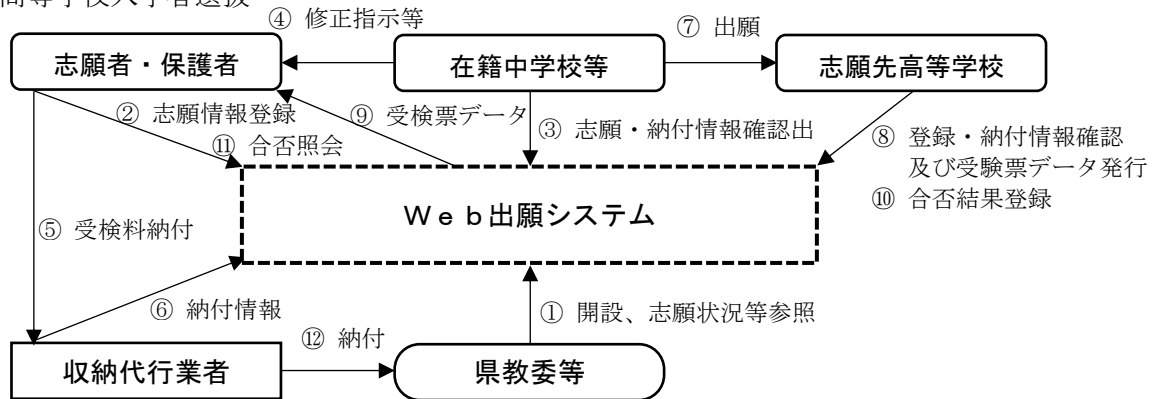 高等学校入学者選抜
④ 修正指示等
⑦ 出願
志願者・保護者
在籍中学校等
志願先高等学校
② 志願情報登録
⑨ 受検票データ
⑪ 合否照会
③ 志願・納付情報確認出
⑧ 登録・納付情報確認
及び受験票データ発行
⑩ 合否結果登録
Ｗｅｂ出願システム
⑤ 受検料納付
⑥ 納付情報
① 開設、志願状況等参照
⑫ 納付
収納代行業者
県教委等